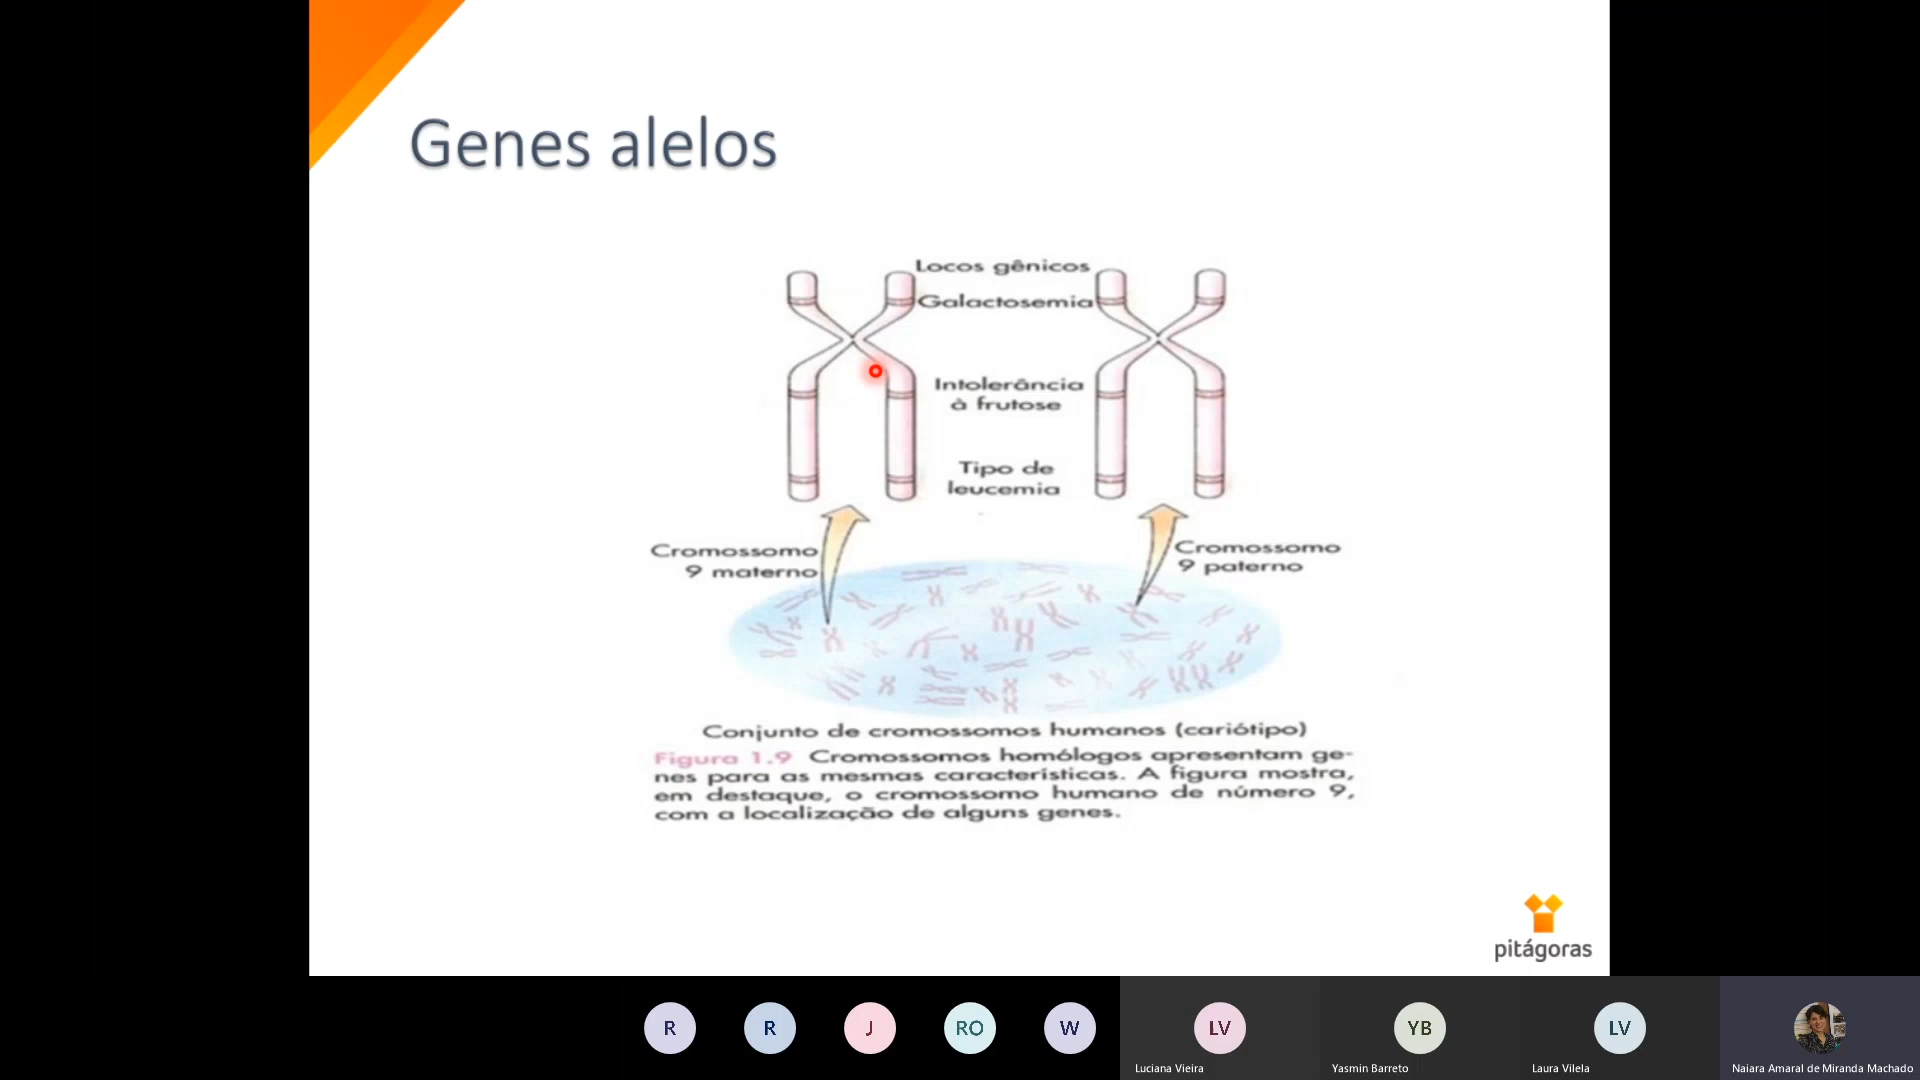 Genes alelos
Locos gênicos
Galactosemia
Intolerância
à frutose
Tipo de
leucemia
Cromossomo
9 materno
Cromossomo
9 paterno
Conjunto de cromossomos humanos (cariótipo)
Figura 1.9 Cromossomos homólogos apresentam ge-
nes para as mesmas características. A figura mostra,
em destaque, o cromossomo humano de número 9,
com a localização de alguns genes.
pitágoras
R
R
J
RO
W
LV
YB
LV
Luciana Vieira
Yasmin Barreto
Laura Vilela
Naiara Amaral de Miranda Machado